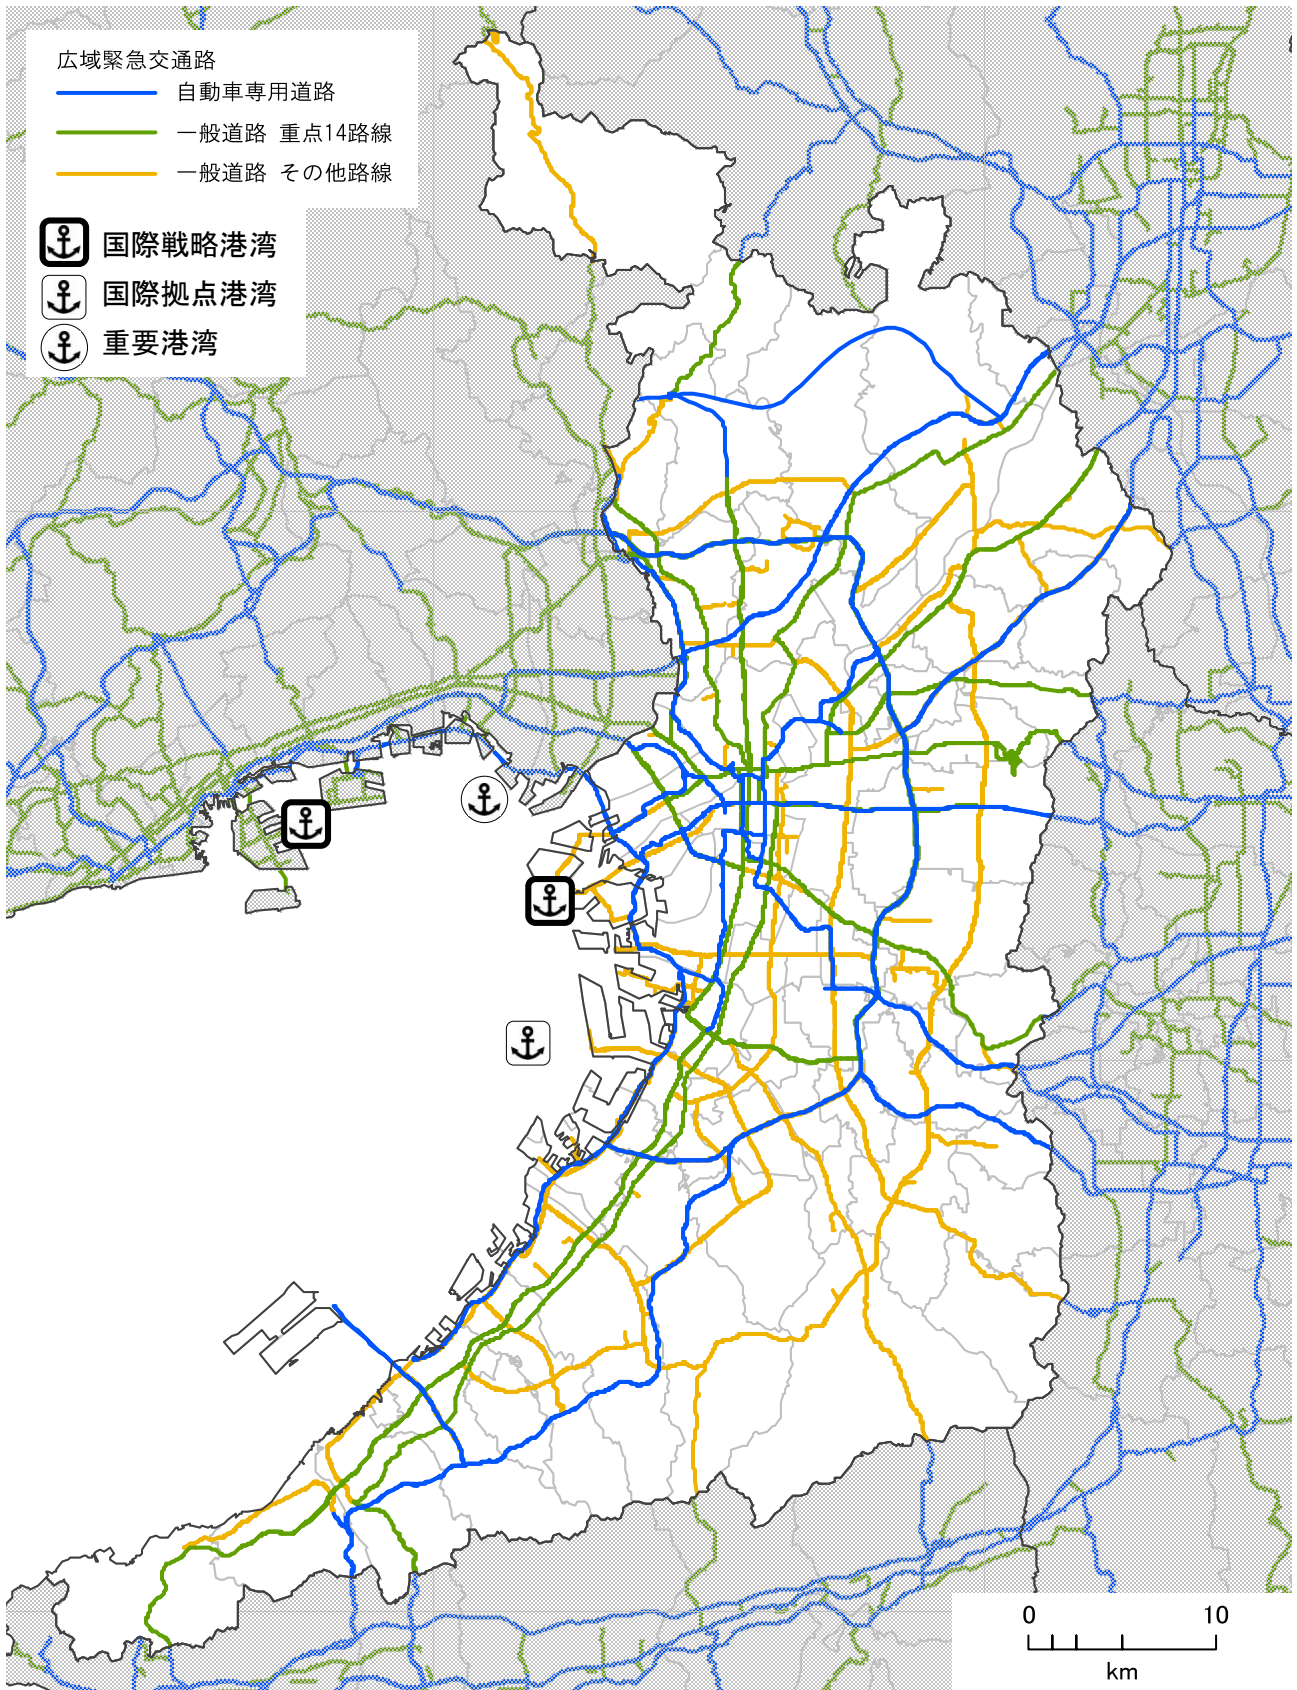 広域緊急交通路
自動車専用道路
一般道路 重点14路線
一般道路 その他路線
国際戦略港湾
国際拠点港湾
重要港湾
0 10
km